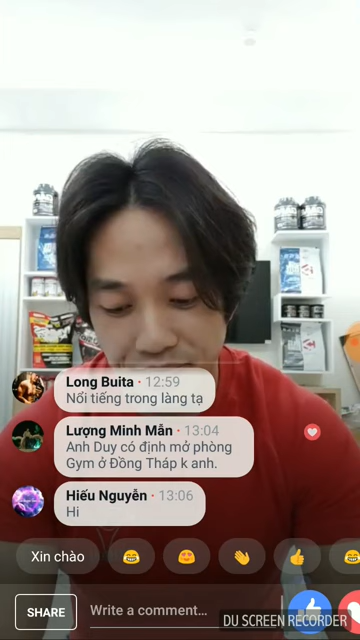 Long Buita · 12:59
Nổi tiếng trong làng tạ
Lượng Minh Mẫn · 13:04
Anh Duy có định mở phòng
Gym ở Đồng Tháp k anh.
Hiếu Nguyễn · 13:06
Hi
Xin chào
SHARE
Write a comment...
DU SCREEN RECORDER